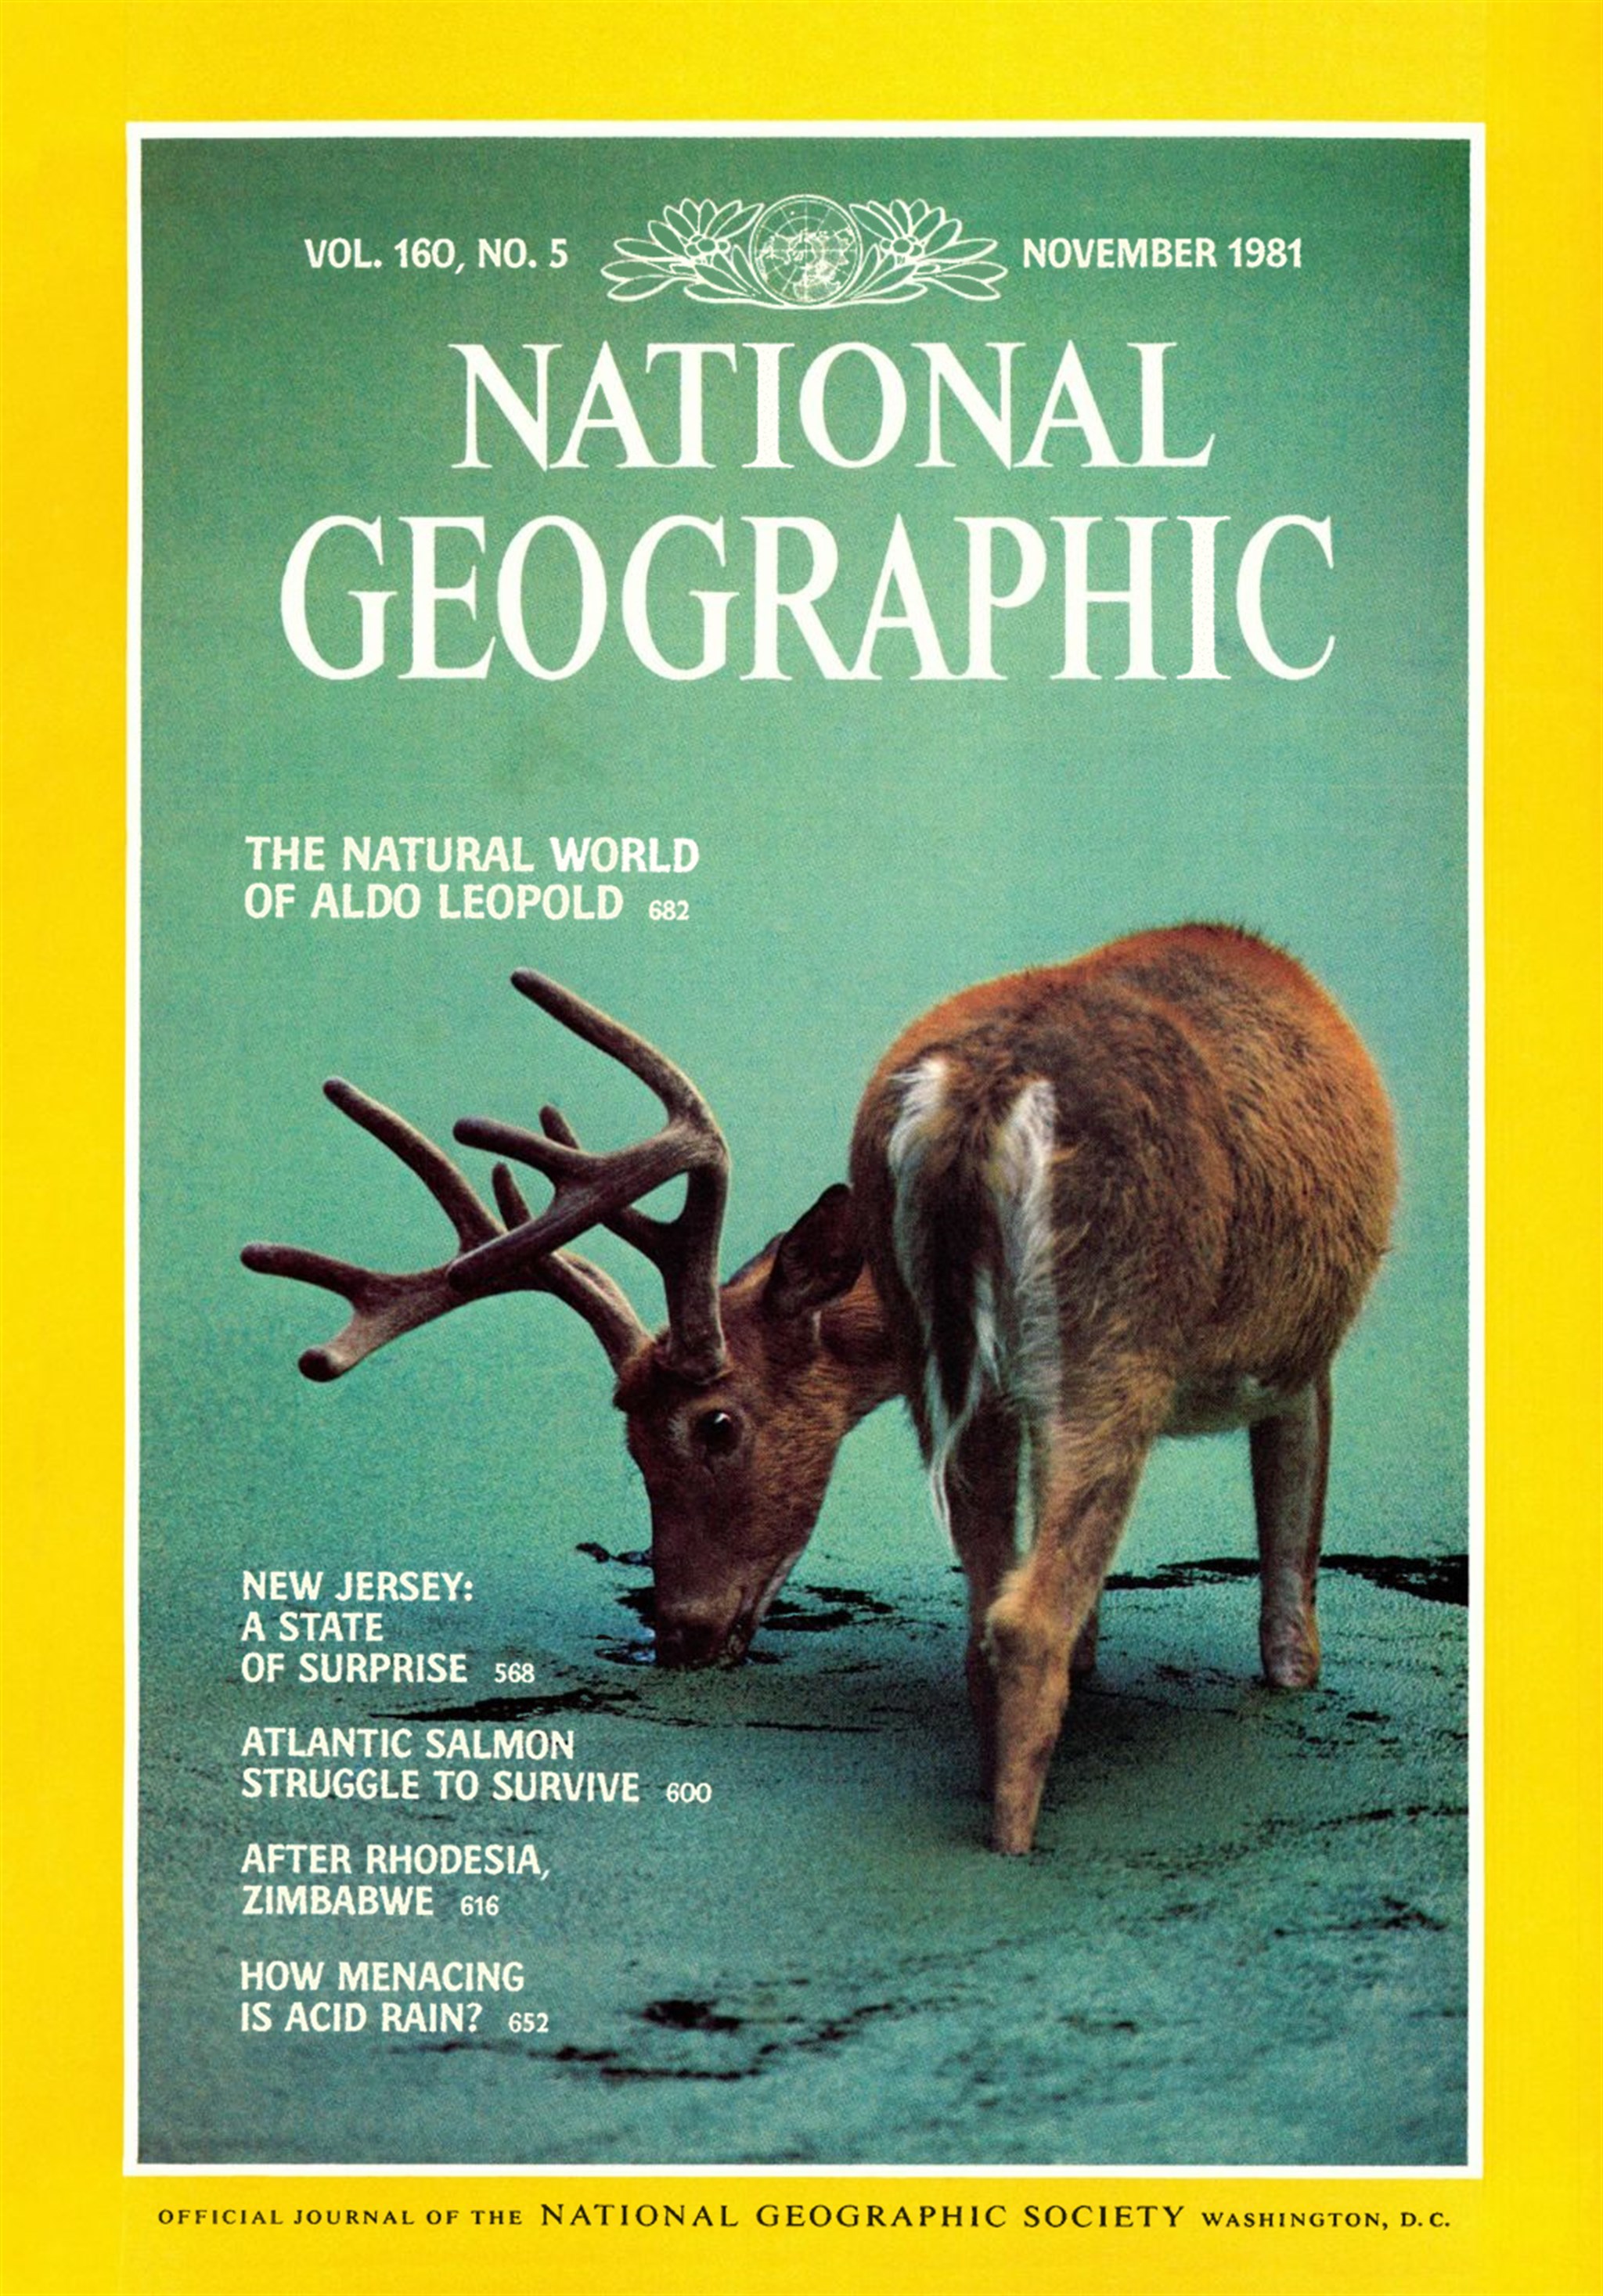 VOL. 160, NO. 5
NOVEMBER 1981
NATIONAL
GEOGRAPHIC
THE NATURAL WORLD
OF ALDO LEOPOLD 682
NEW JERSEY:
A STATE
OF SURPRISE 568
ATLANTIC SALMON
STRUGGLE TO SURVIVE 600
AFTER RHODESIA,
ZIMBABWE 616
HOW MENACING
IS ACID RAIN? 652
OFFICIAL JOURNAL OF THE NATIONAL GEOGRAPHIC SOCIETY WASHINGTON, D.C.